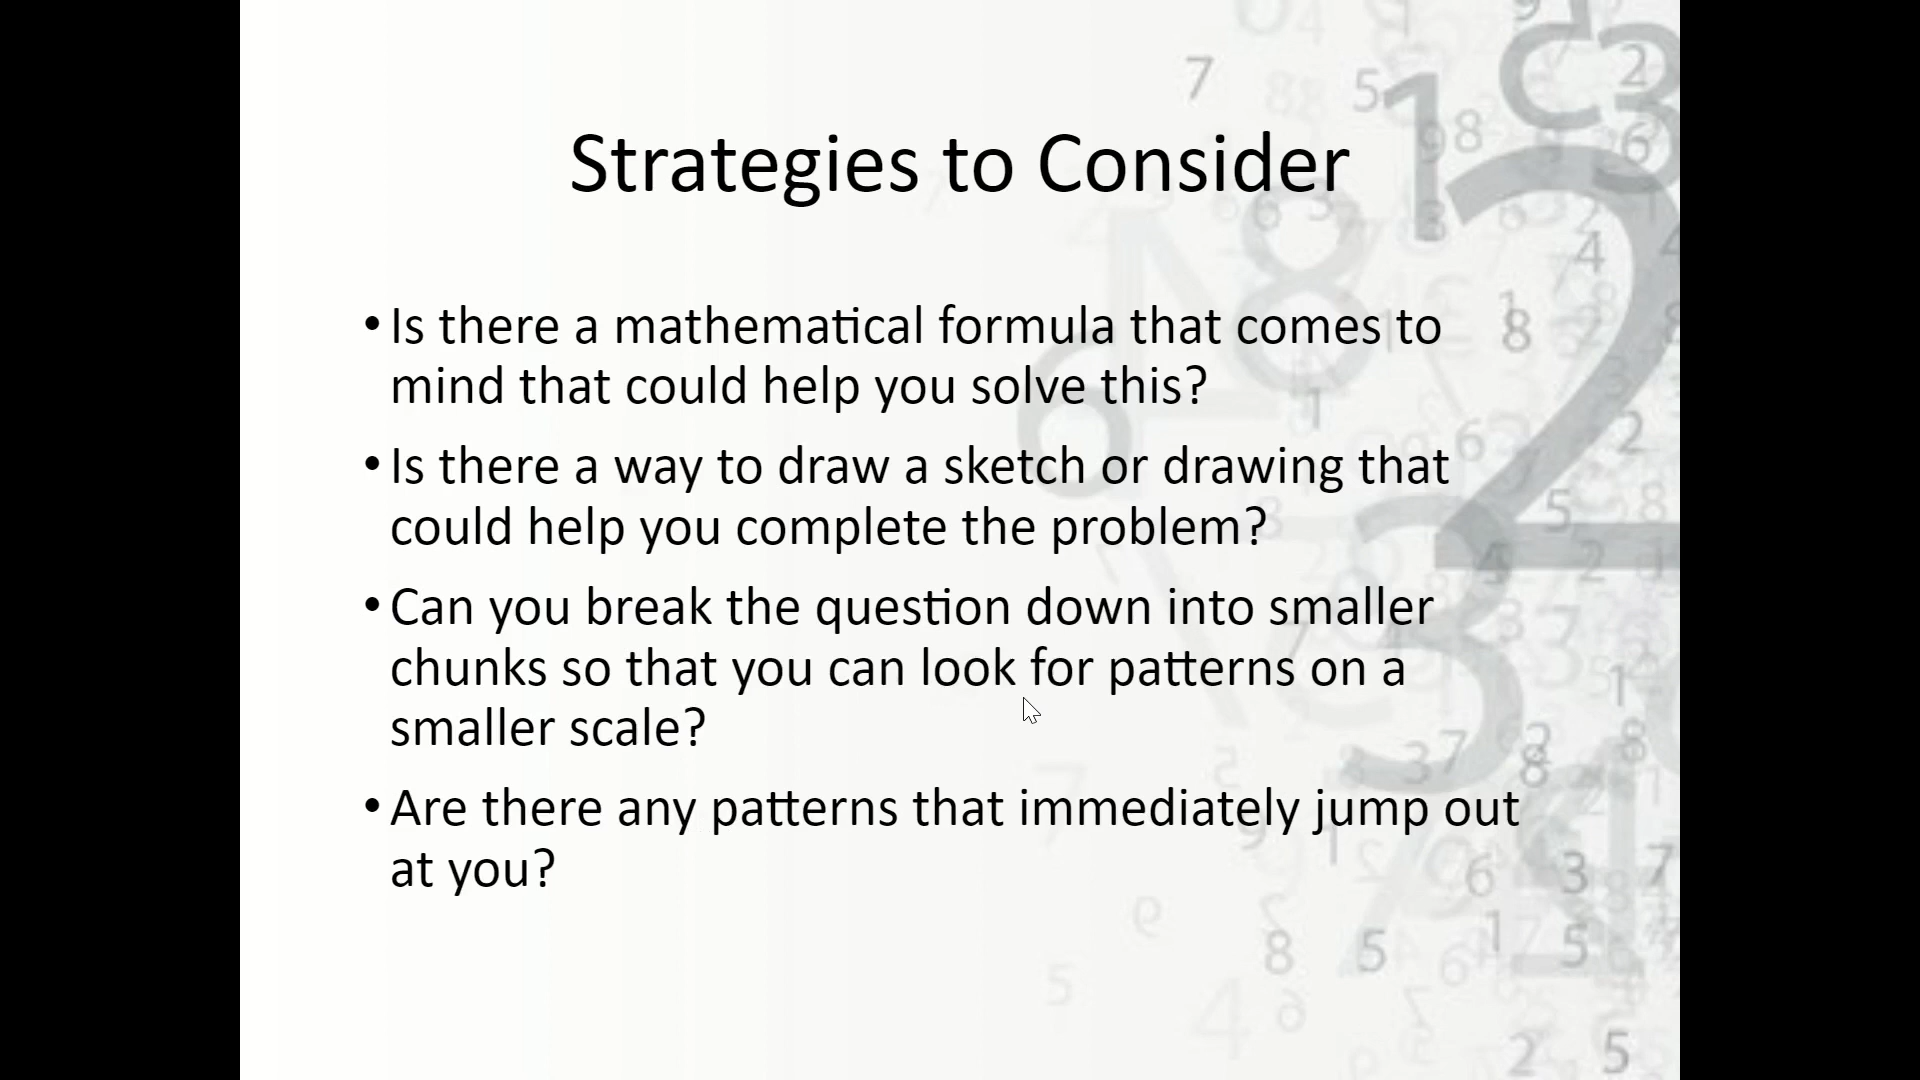 Strategies to Consider
•Is there a mathematical formula that comes to
mind that could help you solve this?
•Is there a way to draw a sketch or drawing that
could help you complete the problem?
•Can you break the question down into smaller
chunks so that you can look for patterns on a
smaller scale?
•Are there any patterns that immediately jump out
at you?